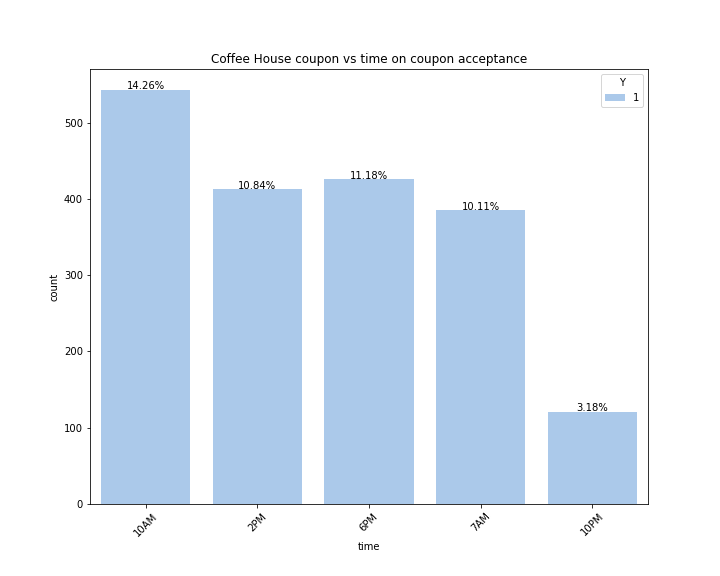 Coffee House coupon vs time on coupon acceptance
Y
1
14.26%
10.84%
11.18%
10.11%
3.18%
500
400
300
200
100
0
count
10AM
2PM
6PM
7AM
10PM
time